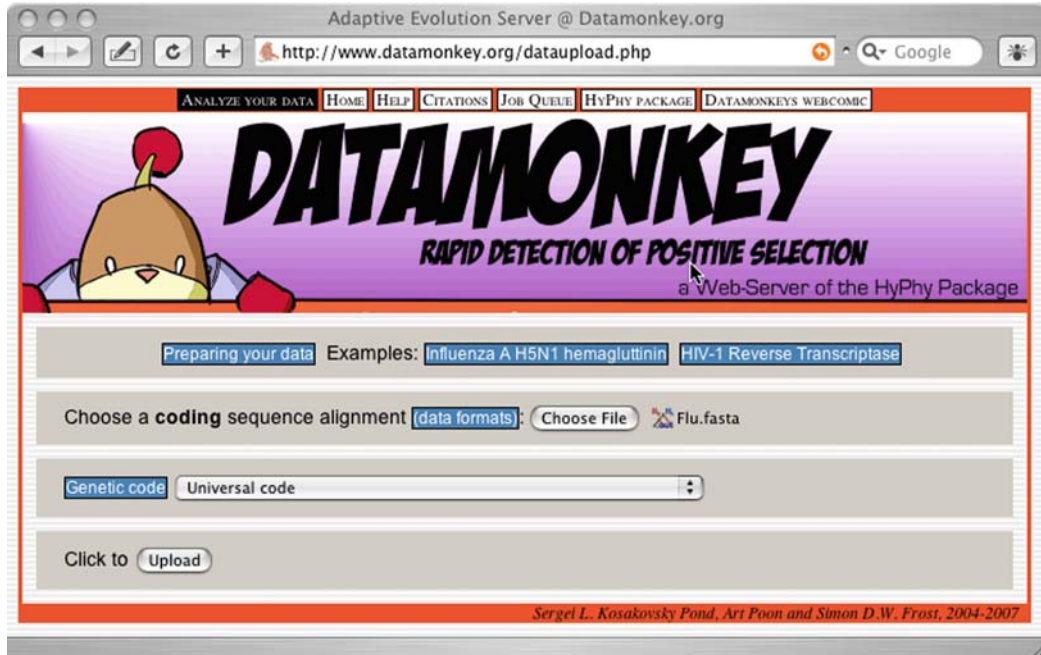 Adaptive Evolution Server @ Datamonkey.org
http://www.datamonkey.org/dataupload.php
Google
ANALYZE YOUR DATA HOME HELP CITATIONS JOB QUEUE HYPHY PACKAGE DATAMONKEYS WEBCOMIC
DATAMONKEY
RAPID DETECTION OF POSITIVE SELECTION
a Web-Server of the HyPhy Package
Preparing your data Examples: Influenza A H5N1 hemagluttinin HIV-1 Reverse Transcriptase
Choose a coding sequence alignment (data formats): Choose File Flu.fasta
Genetic code Universal code
Click to Upload
Sergei L. Kosakovsky Pond, Art Poon and Simon D.W. Frost, 2004-2007